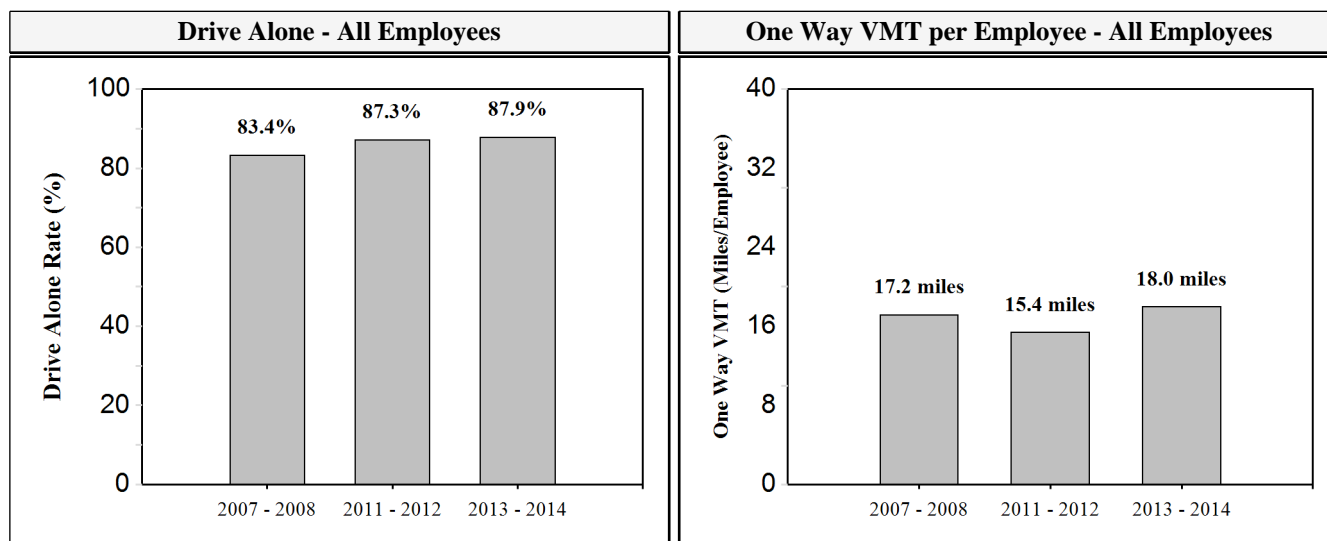 Drive Alone - All Employees
100
80
60
40
20
0
Drive Alone Rate (%)
83.4%
87.3%
87.9%
2007 - 2008
2011 - 2012
2013 - 2014
One Way VMT per Employee - All Employees
40
32
24
16
8
0
One Way VMT (Miles/Employee)
17.2 miles
15.4 miles
18.0 miles
2007 - 2008
2011 - 2012
2013 - 2014